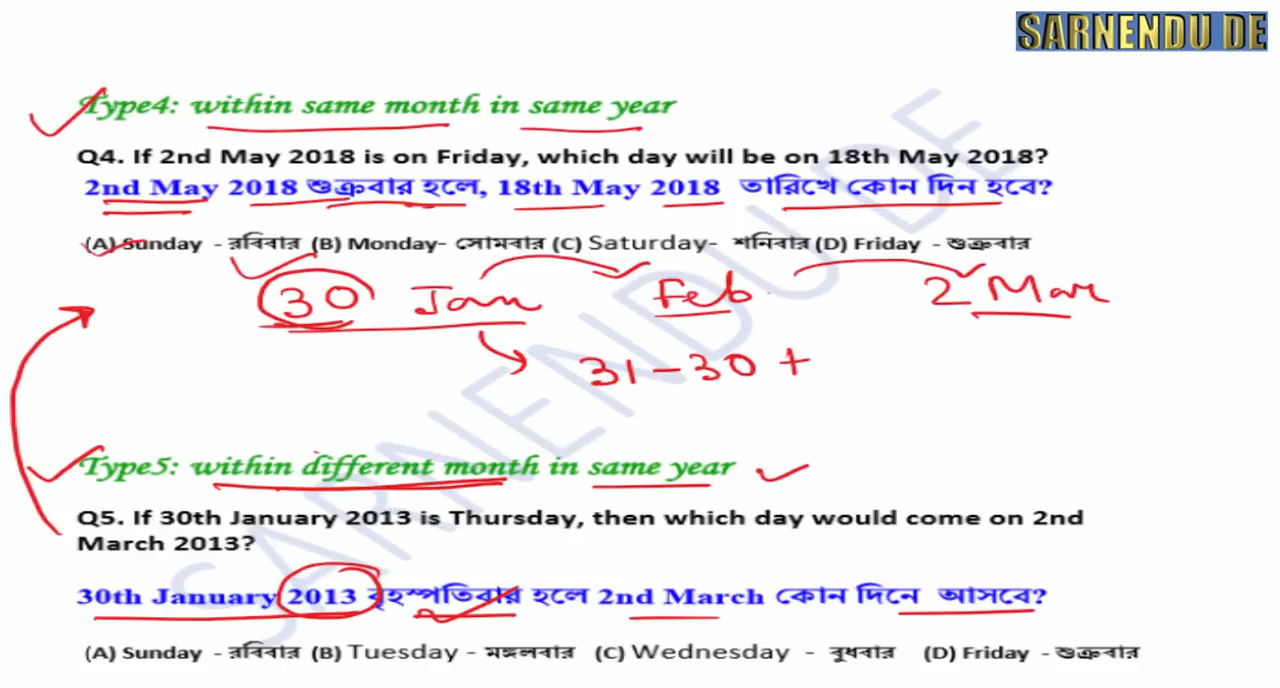 SARNENDU DE
Type4: within same month in same year
Q4. If 2nd May 2018 is on Friday, which day will be on 18th May 2018?
2nd May 2018 শুক্রবার হলে, 18th May 2018 তারিখে কোন দিন হবে?
(A) Sunday - রবিবার (B) Monday- সোমবার (C) Saturday- শনিবার (D) Friday - শুক্রবার
30 Jan Feb 2 Mar
31-30 +
Type5: within different month in same year
Q5. If 30th January 2013 is Thursday, then which day would come on 2nd
March 2013?
30th January 2013 বৃহস্পতিবার হলে 2nd March কোন দিনে আসবে?
(A) Sunday - রবিবার (B) Tuesday - মঙ্গলবার (C) Wednesday - বুধবার (D) Friday - শুক্রবার
SARNENDU DE